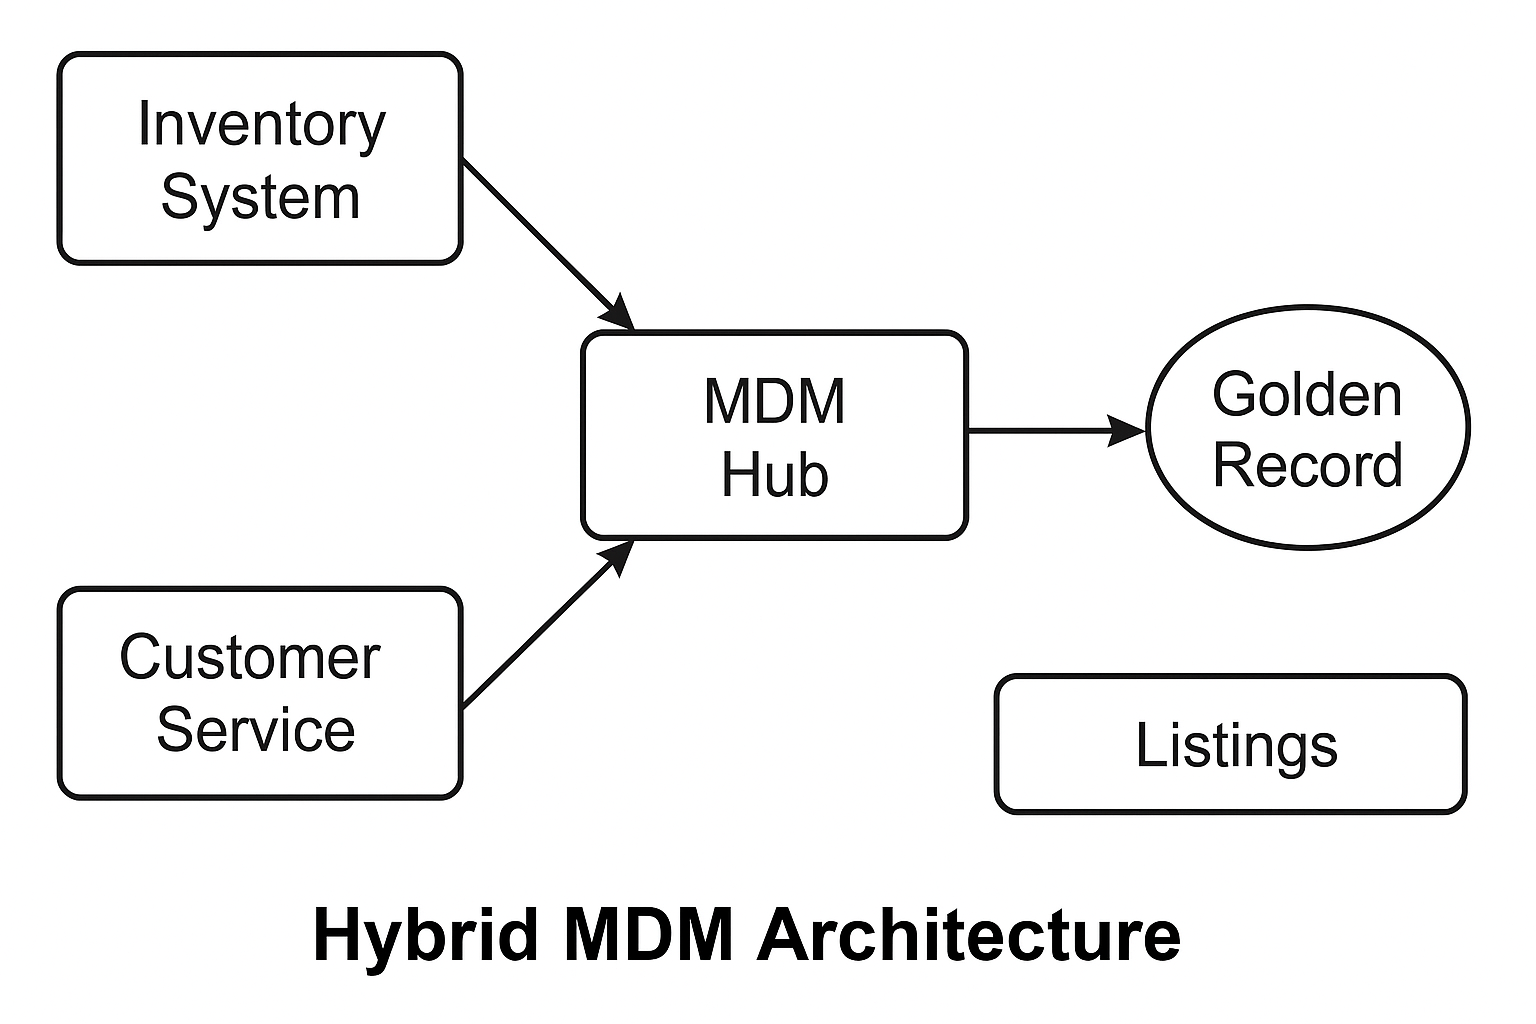 Inventory
System
MDM
Hub
Golden
Record
Customer
Service
Listings
Hybrid MDM Architecture